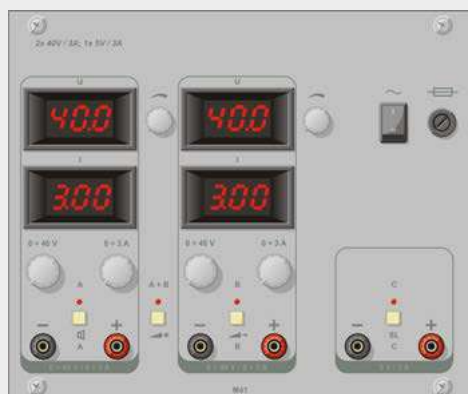 2x 40V / 3A; 1x 5V / 3A
U U
40.0 40.0
I I
3.00 3.00
0 ÷ 40 V 0 ÷ 3 A 0 ÷ 40 V 0 ÷ 3 A
A A + B B C
− + − + − +
A B EL
C